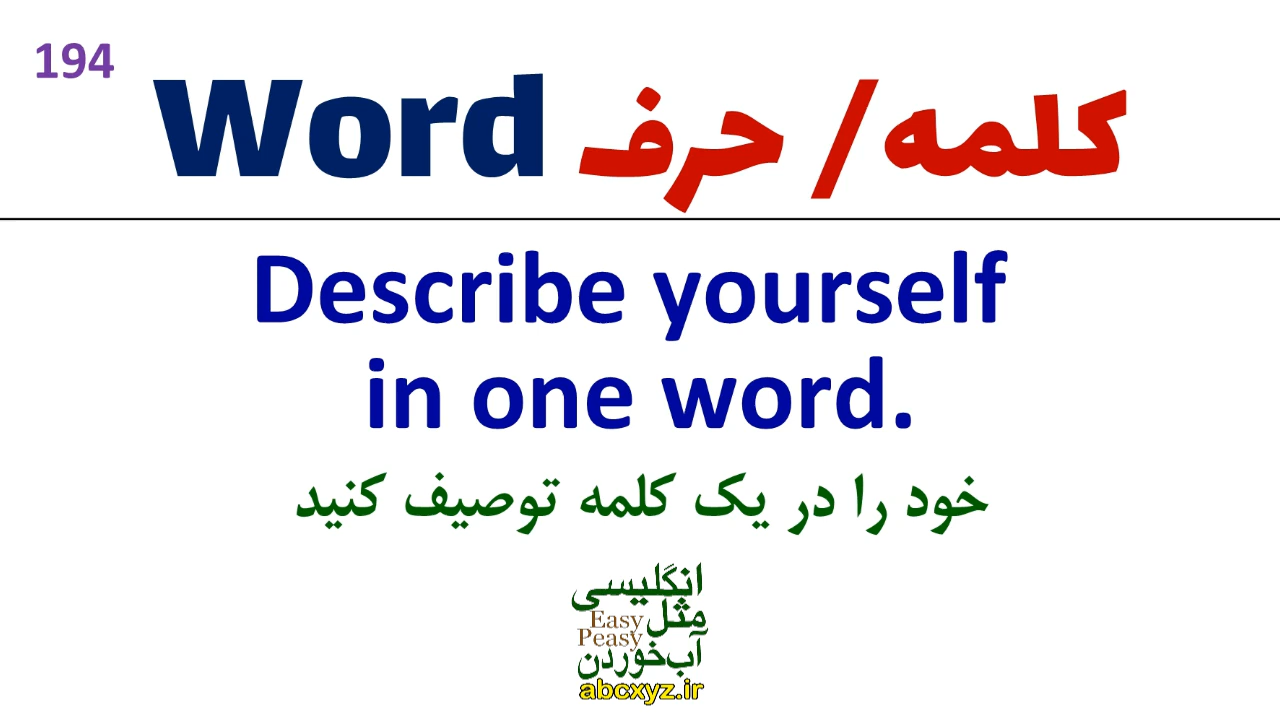 194
Word کلمه/ حرف
Describe yourself
in one word.
خود را در یک کلمه توصیف کنید
انگلیسی
مثل
Easy
Peasy
آب‌خوردن
abcxyz.ir